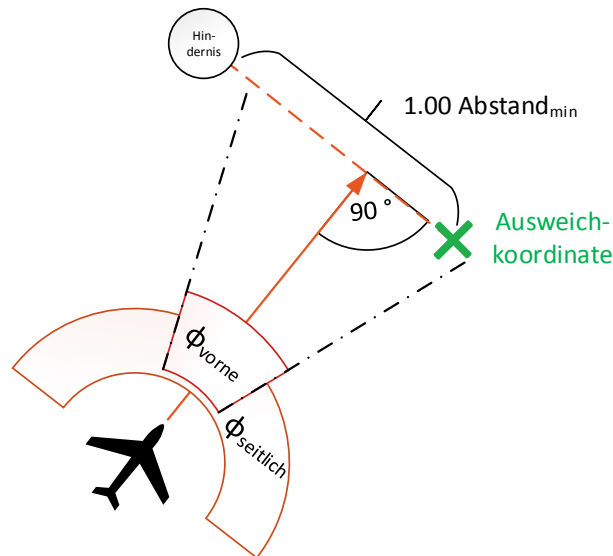 Hin-
dernis
1.00 Abstandmin
90 °
Ausweich-
koordinate
ϕvorne
ϕseitlich